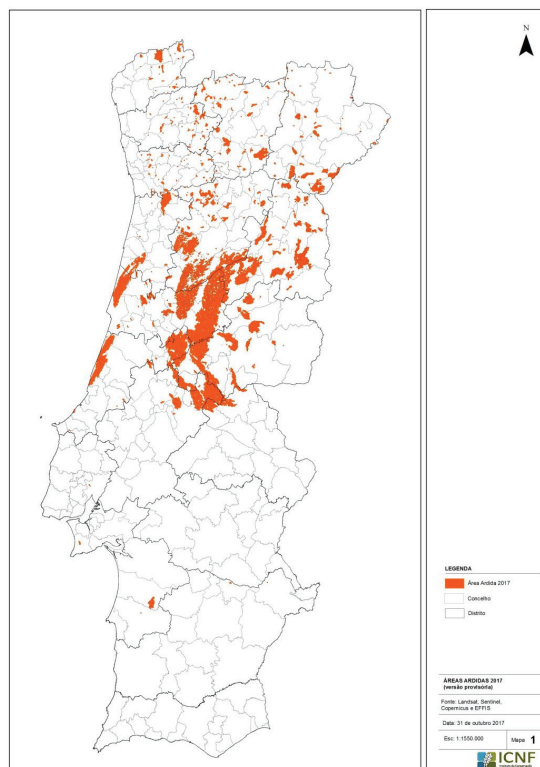 N
LEGENDA
Área Ardida 2017
Concelho
Distrito
ÁREAS ARDIDAS 2017
(versão provisória)
Fonte: Landsat, Sentinel,
Copernicus e EFFIS
Data: 31 de outubro 2017
Esc: 1:1550.000
Mapa 1
ICNF